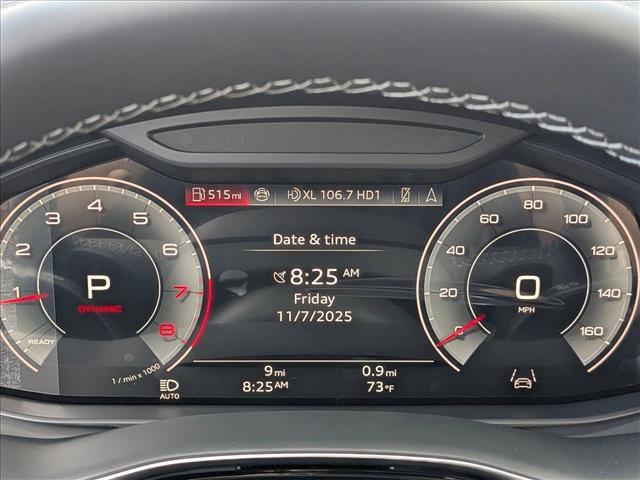 515 mi XL 106.7 HD1
Date & time
8:25 AM
Friday
11/7/2025
9 mi 0.9 mi
8:25 AM 73°F
1 2 3 4 5 6 7 8
P
DYNAMIC
READY
1 / min x 1000
AUTO
0 20 40 60 80 100 120 140 160
0
MPH